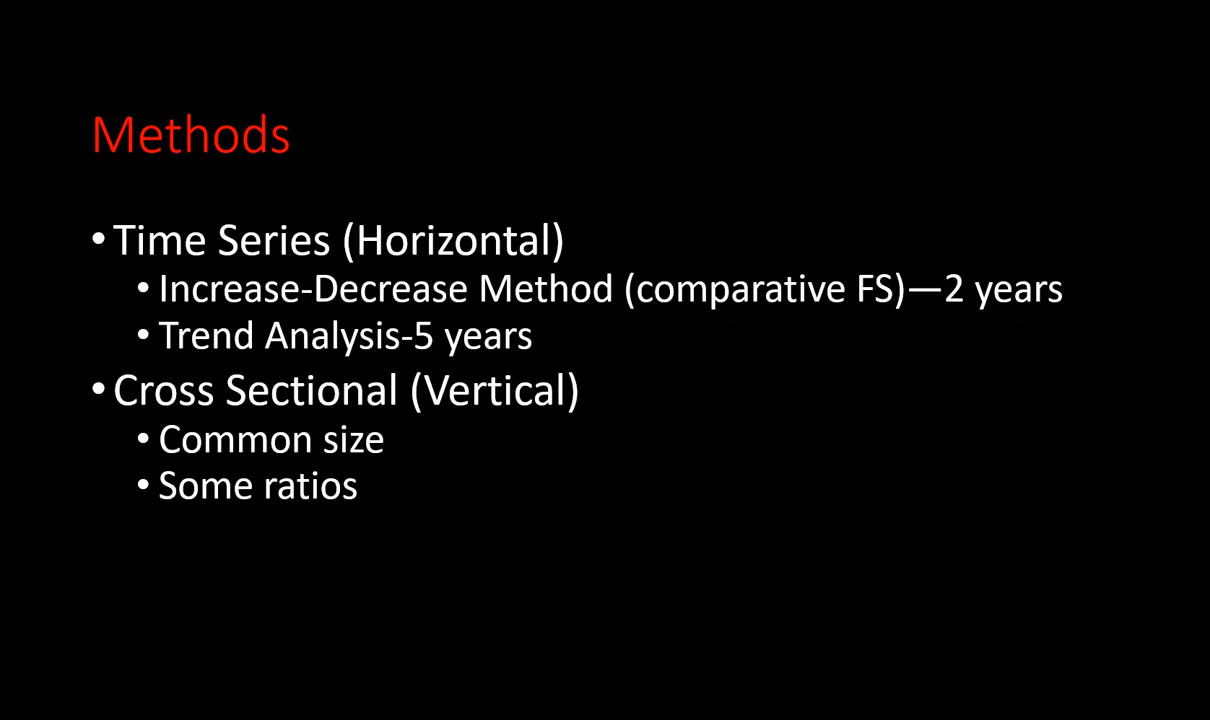 Methods
•Time Series (Horizontal)
•Increase-Decrease Method (comparative FS)—2 years
•Trend Analysis-5 years
•Cross Sectional (Vertical)
•Common size
•Some ratios